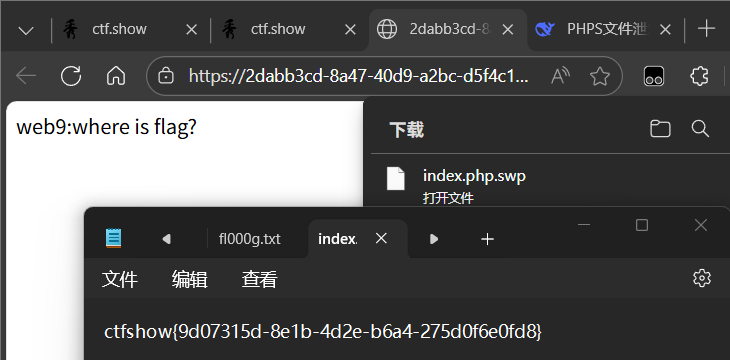 ctf.show
ctf.show
2dabb3cd-8
PHPS文件泄
https://2dabb3cd-8a47-40d9-a2bc-d5f4c1...
web9:where is flag?
下载
index.php.swp
打开文件
fl000g.txt
index.
文件
编辑
查看
ctfshow{9d07315d-8e1b-4d2e-b6a4-275d0f6e0fd8}